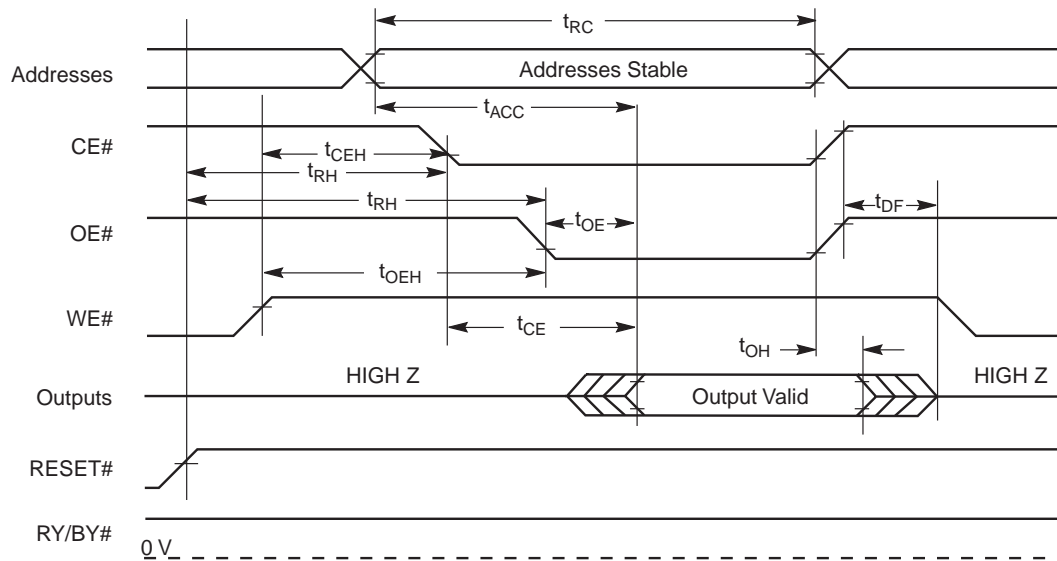 tRC
Addresses
Addresses Stable
tACC
CE#
tCEH
tRH
tRH
tOE
tDF
OE#
tOEH
WE#
tCE
tOH
HIGH Z
HIGH Z
Outputs
Output Valid
RESET#
RY/BY#
0 V